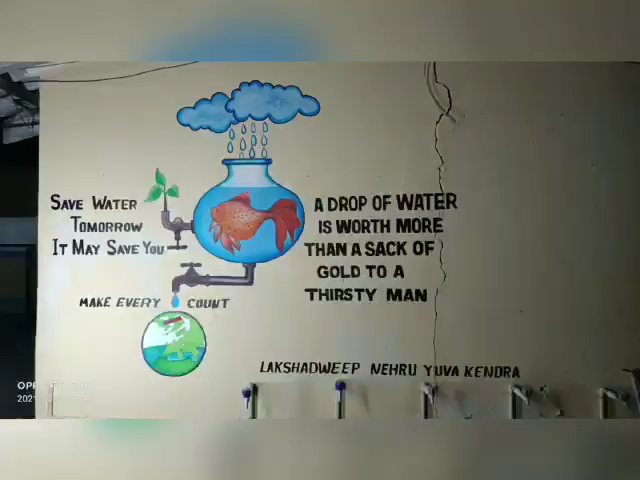 SAVE WATER
TOMORROW
IT MAY SAVE YOU
A DROP OF WATER
IS WORTH MORE
THAN A SACK OF
GOLD TO A
THIRSTY MAN
MAKE EVERY COUNT
LAKSHADWEEP NEHRU YUVA KENDRA